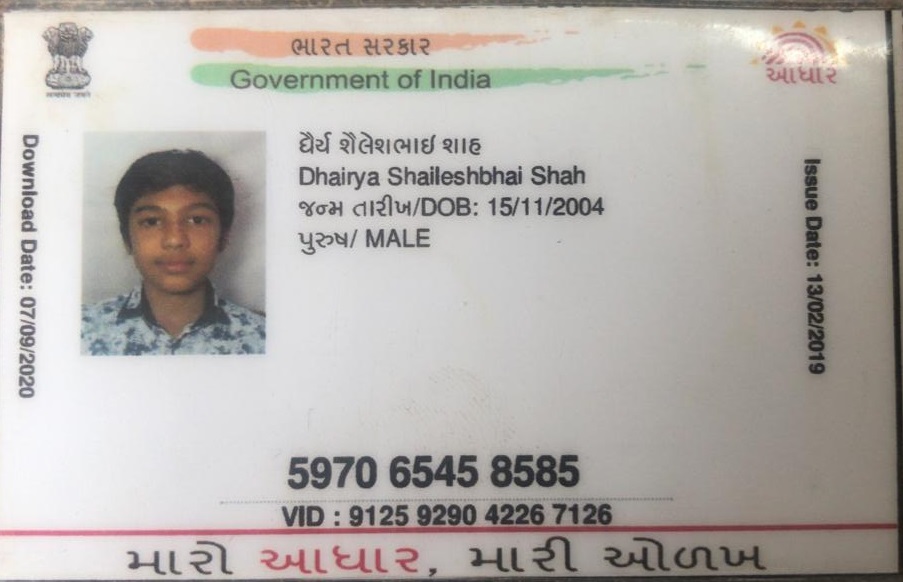 ભારત સરકાર
Government of India
આધાર
ધૈર્ય શૈલેશભાઇ શાહ
Dhairya Shaileshbhai Shah
જન્મ તારીખ/DOB: 15/11/2004
પુરુષ/ MALE
Download Date: 07/09/2020
Issue Date: 13/02/2019
5970 6545 8585
VID : 9125 9290 4226 7126
મારો આધાર, મારી ઓળખ